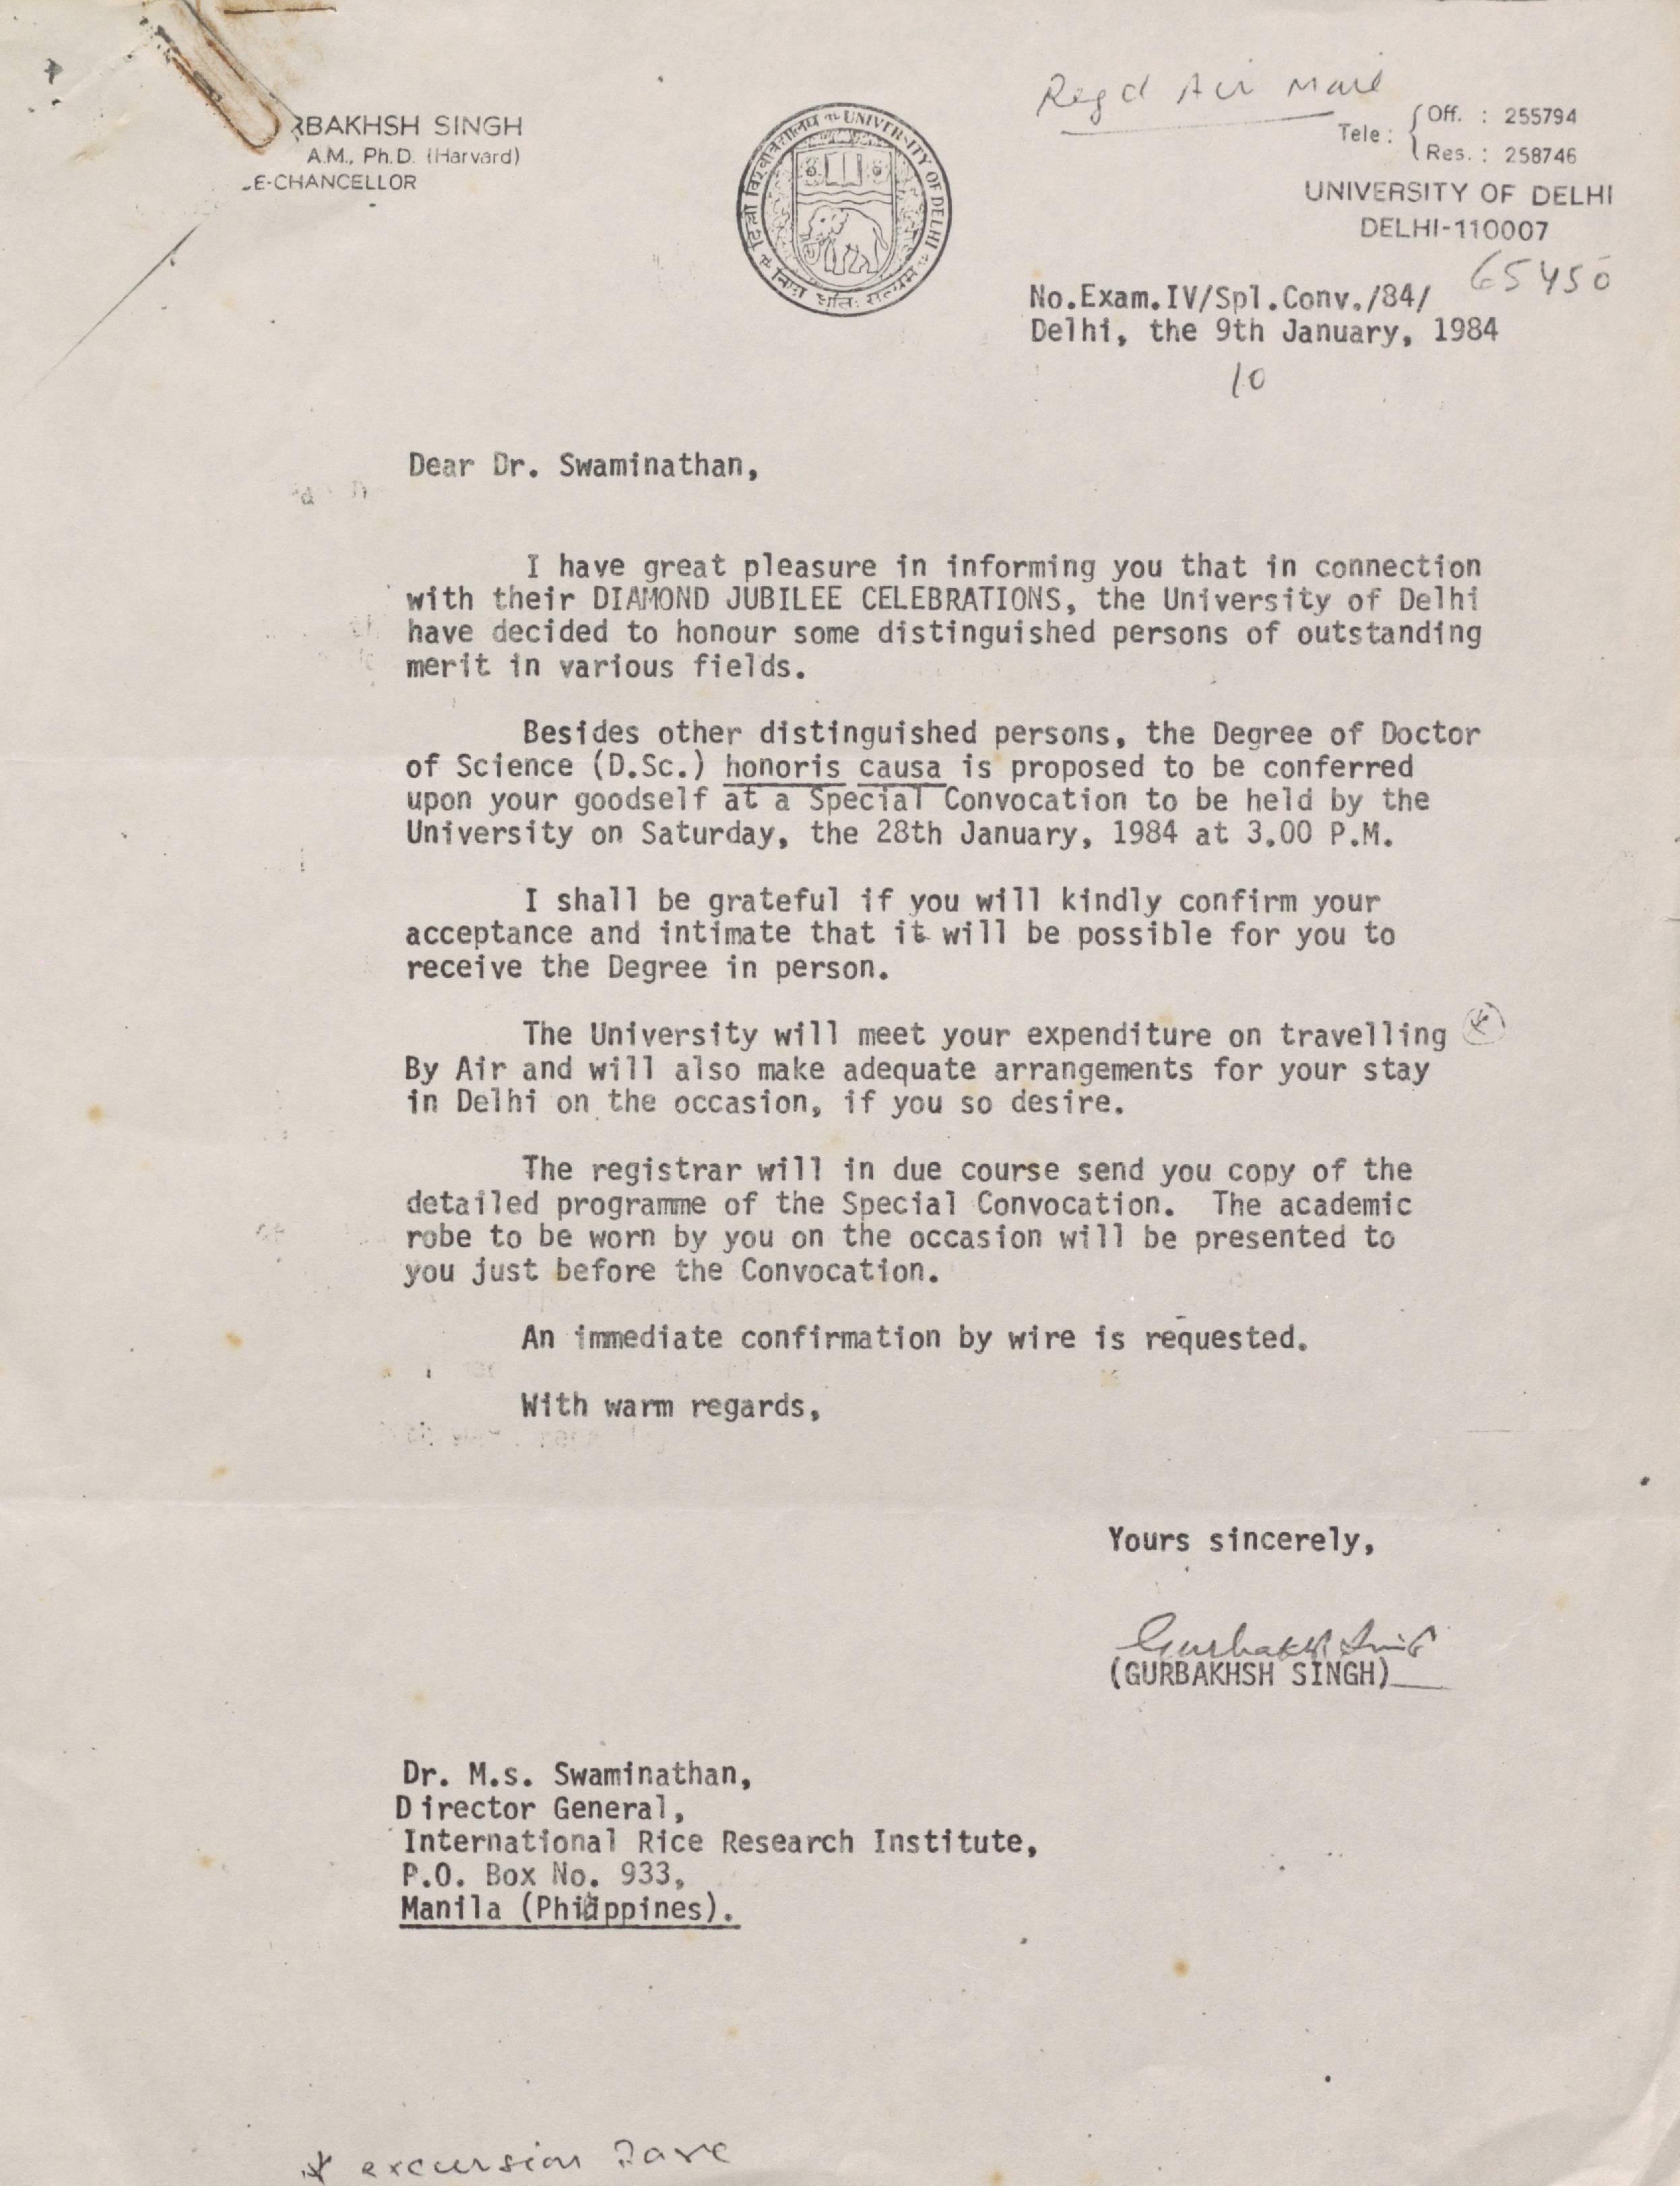 Regd Air Mail
RBAKHSH SINGH
A.M., Ph.D. (Harvard)
E-CHANCELLOR
दिल्ली विश्वविद्यालय UNIVERSITY OF DELHI
Tele : Off. : 255794
Res. : 258746
UNIVERSITY OF DELHI
DELHI-110007
No.Exam.IV/Spl.Conv./84/ 65450
Delhi, the 9th January, 1984
10
Dear Dr. Swaminathan,
I have great pleasure in informing you that in connection
with their DIAMOND JUBILEE CELEBRATIONS, the University of Delhi
have decided to honour some distinguished persons of outstanding
merit in various fields.
Besides other distinguished persons, the Degree of Doctor
of Science (D.Sc.) honoris causa is proposed to be conferred
upon your goodself at a Special Convocation to be held by the
University on Saturday, the 28th January, 1984 at 3.00 P.M.
I shall be grateful if you will kindly confirm your
acceptance and intimate that it will be possible for you to
receive the Degree in person.
The University will meet your expenditure on travelling *
By Air and will also make adequate arrangements for your stay
in Delhi on the occasion, if you so desire.
The registrar will in due course send you copy of the
detailed programme of the Special Convocation. The academic
robe to be worn by you on the occasion will be presented to
you just before the Convocation.
An immediate confirmation by wire is requested.
With warm regards,
Yours sincerely,
Gurbakhsh Singh
(GURBAKHSH SINGH)
Dr. M.s. Swaminathan,
Director General,
International Rice Research Institute,
P.O. Box No. 933,
Manila (Philippines).
* excursion fare